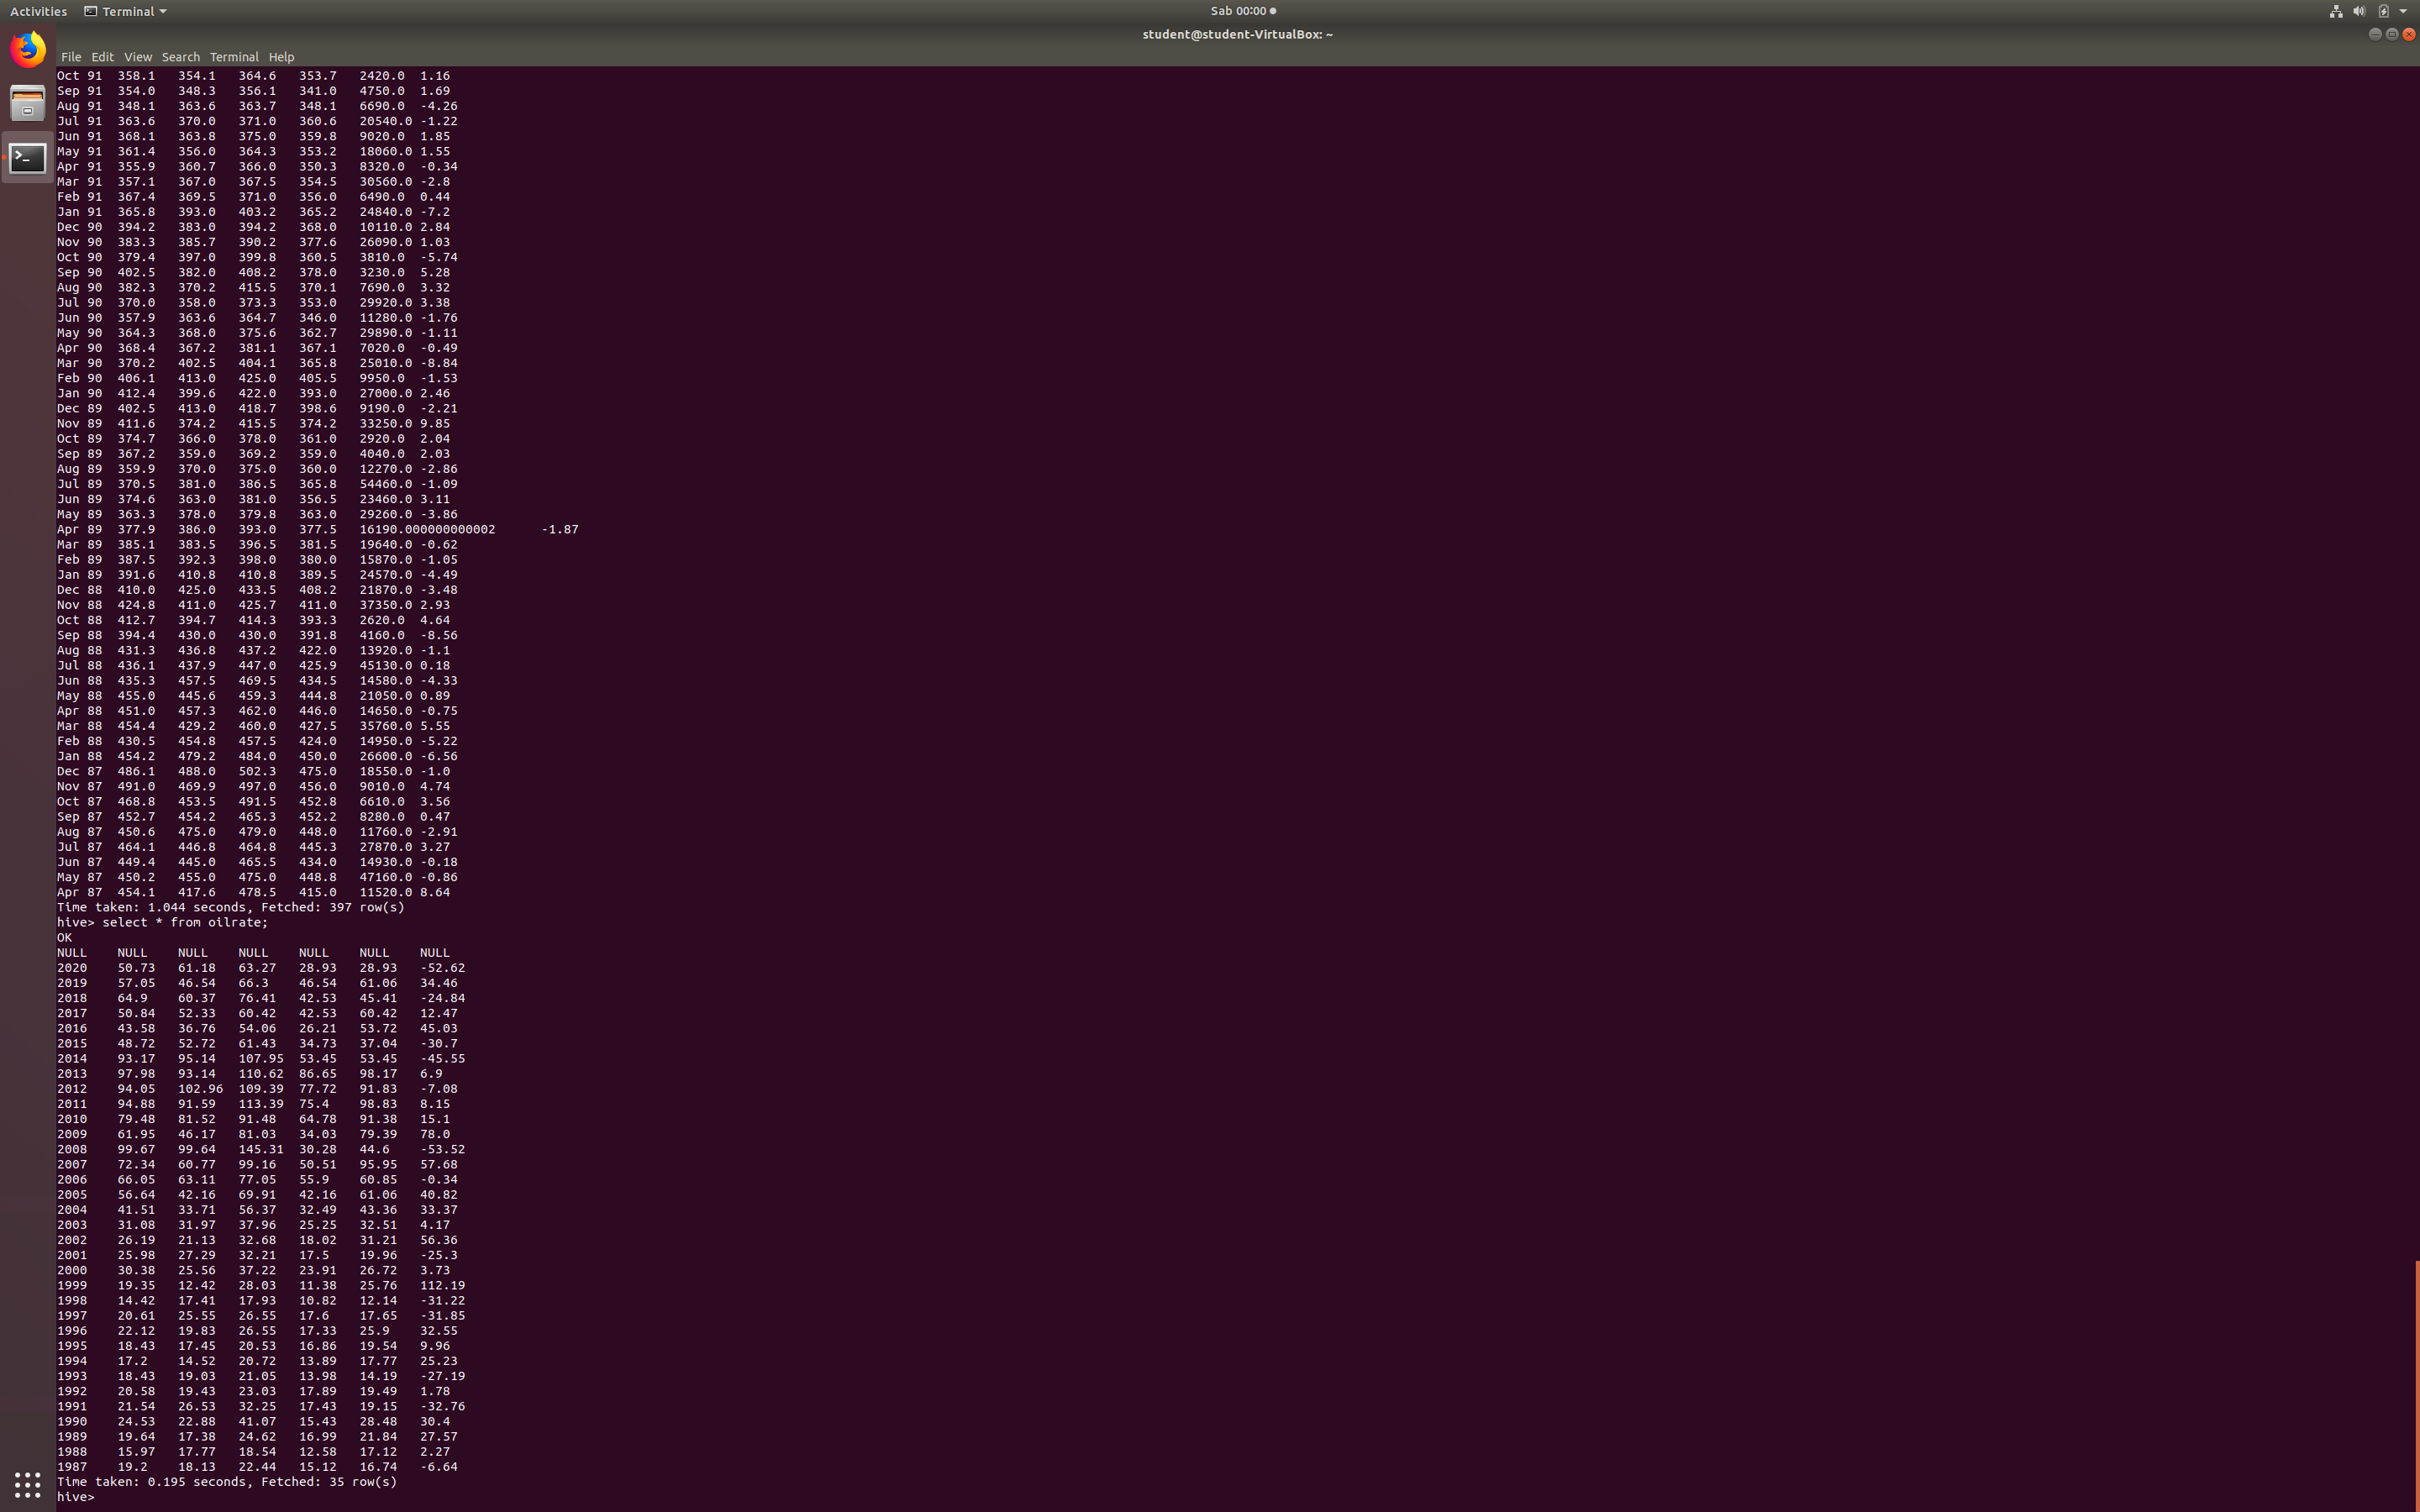 Activities Terminal Sab 00:00
student@student-VirtualBox: ~
File Edit View Search Terminal Help
Oct 91 358.1 354.1 364.6 353.7 2420.0 1.16
Sep 91 354.0 348.3 356.1 341.0 4750.0 1.69
Aug 91 348.1 363.6 363.7 348.1 6690.0 -4.26
Jul 91 363.6 370.0 371.0 360.6 20540.0 -1.22
Jun 91 368.1 363.8 375.0 359.8 9020.0 1.85
May 91 361.4 356.0 364.3 353.2 18060.0 1.55
Apr 91 355.9 360.7 366.0 350.3 8320.0 -0.34
Mar 91 357.1 367.0 367.5 354.5 30560.0 -2.8
Feb 91 367.4 369.5 371.0 356.0 6490.0 0.44
Jan 91 365.8 393.0 403.2 365.2 24840.0 -7.2
Dec 90 394.2 383.0 394.2 368.0 10110.0 2.84
Nov 90 383.3 385.7 390.2 377.6 26090.0 1.03
Oct 90 379.4 397.0 399.8 360.5 3810.0 -5.74
Sep 90 402.5 382.0 408.2 378.0 3230.0 5.28
Aug 90 382.3 370.2 415.5 370.1 7690.0 3.32
Jul 90 370.0 358.0 373.3 353.0 29920.0 3.38
Jun 90 357.9 363.6 364.7 346.0 11280.0 -1.76
May 90 364.3 368.0 375.6 362.7 29890.0 -1.11
Apr 90 368.4 367.2 381.1 367.1 7020.0 -0.49
Mar 90 370.2 402.5 404.1 365.8 25010.0 -8.84
Feb 90 406.1 413.0 425.0 405.5 9950.0 -1.53
Jan 90 412.4 399.6 422.0 393.0 27000.0 2.46
Dec 89 402.5 413.0 418.7 398.6 9190.0 -2.21
Nov 89 411.6 374.2 415.5 374.2 33250.0 9.85
Oct 89 374.7 366.0 378.0 361.0 2920.0 2.04
Sep 89 367.2 359.0 369.2 359.0 4040.0 2.03
Aug 89 359.9 370.0 375.0 360.0 12270.0 -2.86
Jul 89 370.5 381.0 386.5 365.8 54460.0 -1.09
Jun 89 374.6 363.0 381.0 356.5 23460.0 3.11
May 89 363.3 378.0 379.8 363.0 29260.0 -3.86
Apr 89 377.9 386.0 393.0 377.5 16190.000000000002 -1.87
Mar 89 385.1 383.5 396.5 381.5 19640.0 -0.62
Feb 89 387.5 392.3 398.0 380.0 15870.0 -1.05
Jan 89 391.6 410.8 410.8 389.5 24570.0 -4.49
Dec 88 410.0 425.0 433.5 408.2 21870.0 -3.48
Nov 88 424.8 411.0 425.7 411.0 37350.0 2.93
Oct 88 412.7 394.7 414.3 393.3 2620.0 4.64
Sep 88 394.4 430.0 430.0 391.8 4160.0 -8.56
Aug 88 431.3 436.8 437.2 422.0 13920.0 -1.1
Jul 88 436.1 437.9 447.0 425.9 45130.0 0.18
Jun 88 435.3 457.5 469.5 434.5 14580.0 -4.33
May 88 455.0 445.6 459.3 444.8 21050.0 0.89
Apr 88 451.0 457.3 462.0 446.0 14650.0 -0.75
Mar 88 454.4 429.2 460.0 427.5 35760.0 5.55
Feb 88 430.5 454.8 457.5 424.0 14950.0 -5.22
Jan 88 454.2 479.2 484.0 450.0 26600.0 -6.56
Dec 87 486.1 488.0 502.3 475.0 18550.0 -1.0
Nov 87 491.0 469.9 497.0 456.0 9010.0 4.74
Oct 87 468.8 453.5 491.5 452.8 6610.0 3.56
Sep 87 452.7 454.2 465.3 452.2 8280.0 0.47
Aug 87 450.6 475.0 479.0 448.0 11760.0 -2.91
Jul 87 464.1 446.8 464.8 445.3 27870.0 3.27
Jun 87 449.4 445.0 465.5 434.0 14930.0 -0.18
May 87 450.2 455.0 475.0 448.8 47160.0 -0.86
Apr 87 454.1 417.6 478.5 415.0 11520.0 8.64
Time taken: 1.044 seconds, Fetched: 397 row(s)
hive> select * from oilrate;
OK
NULL NULL NULL NULL NULL NULL NULL
2020 50.73 61.18 63.27 28.93 28.93 -52.62
2019 57.05 46.54 66.3 46.54 61.06 34.46
2018 64.9 60.37 76.41 42.53 45.41 -24.84
2017 50.84 52.33 60.42 42.53 60.42 12.47
2016 43.58 36.76 54.06 26.21 53.72 45.03
2015 48.72 52.72 61.43 34.73 37.04 -30.7
2014 93.17 95.14 107.95 53.45 53.45 -45.55
2013 97.98 93.14 110.62 86.65 98.17 6.9
2012 94.05 102.96 109.39 77.72 91.83 -7.08
2011 94.88 91.59 113.39 75.4 98.83 8.15
2010 79.48 81.52 91.48 64.78 91.38 15.1
2009 61.95 46.17 81.03 34.03 79.39 78.0
2008 99.67 99.64 145.31 30.28 44.6 -53.52
2007 72.34 60.77 99.16 50.51 95.95 57.68
2006 66.05 63.11 77.05 55.9 60.85 -0.34
2005 56.64 42.16 69.91 42.16 61.06 40.82
2004 41.51 33.71 56.37 32.49 43.36 33.37
2003 31.08 31.97 37.96 25.25 32.51 4.17
2002 26.19 21.13 32.68 18.02 31.21 56.36
2001 25.98 27.29 32.21 17.5 19.96 -25.3
2000 30.38 25.56 37.22 23.91 26.72 3.73
1999 19.35 12.42 28.03 11.38 25.76 112.19
1998 14.42 17.41 17.93 10.82 12.14 -31.22
1997 20.61 25.55 26.55 17.6 17.65 -31.85
1996 22.12 19.83 26.55 17.33 25.9 32.55
1995 18.43 17.45 20.53 16.86 19.54 9.96
1994 17.2 14.52 20.72 13.89 17.77 25.23
1993 18.43 19.03 21.05 13.98 14.19 -27.19
1992 20.58 19.43 23.03 17.89 19.49 1.78
1991 21.54 26.53 32.25 17.43 19.15 -32.76
1990 24.53 22.88 41.07 15.43 28.48 30.4
1989 19.64 17.38 24.62 16.99 21.84 27.57
1988 15.97 17.77 18.54 12.58 17.12 2.27
1987 19.2 18.13 22.44 15.12 16.74 -6.64
Time taken: 0.195 seconds, Fetched: 35 row(s)
hive>